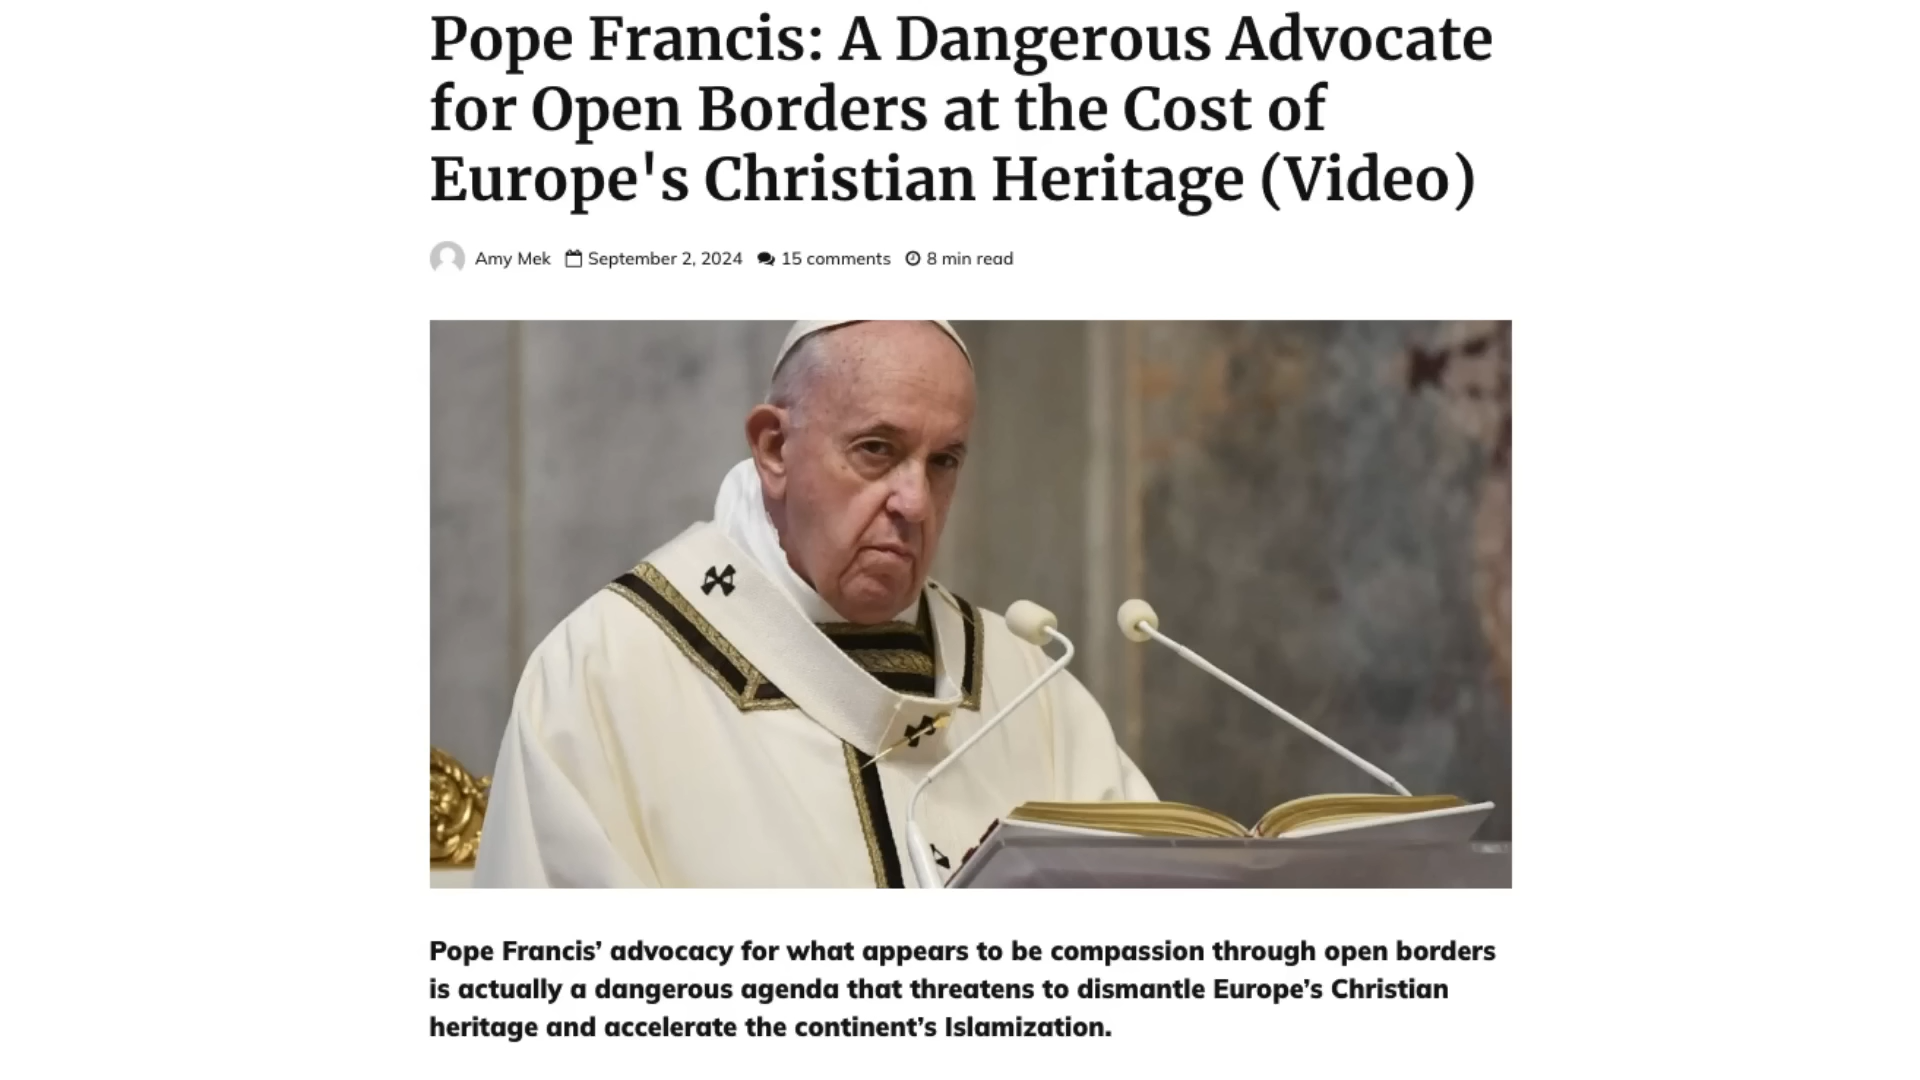 Pope Francis: A Dangerous Advocate
for Open Borders at the Cost of
Europe's Christian Heritage (Video)
Amy Mek September 2, 2024 15 comments 8 min read
Pope Francis’ advocacy for what appears to be compassion through open borders
is actually a dangerous agenda that threatens to dismantle Europe’s Christian
heritage and accelerate the continent’s Islamization.